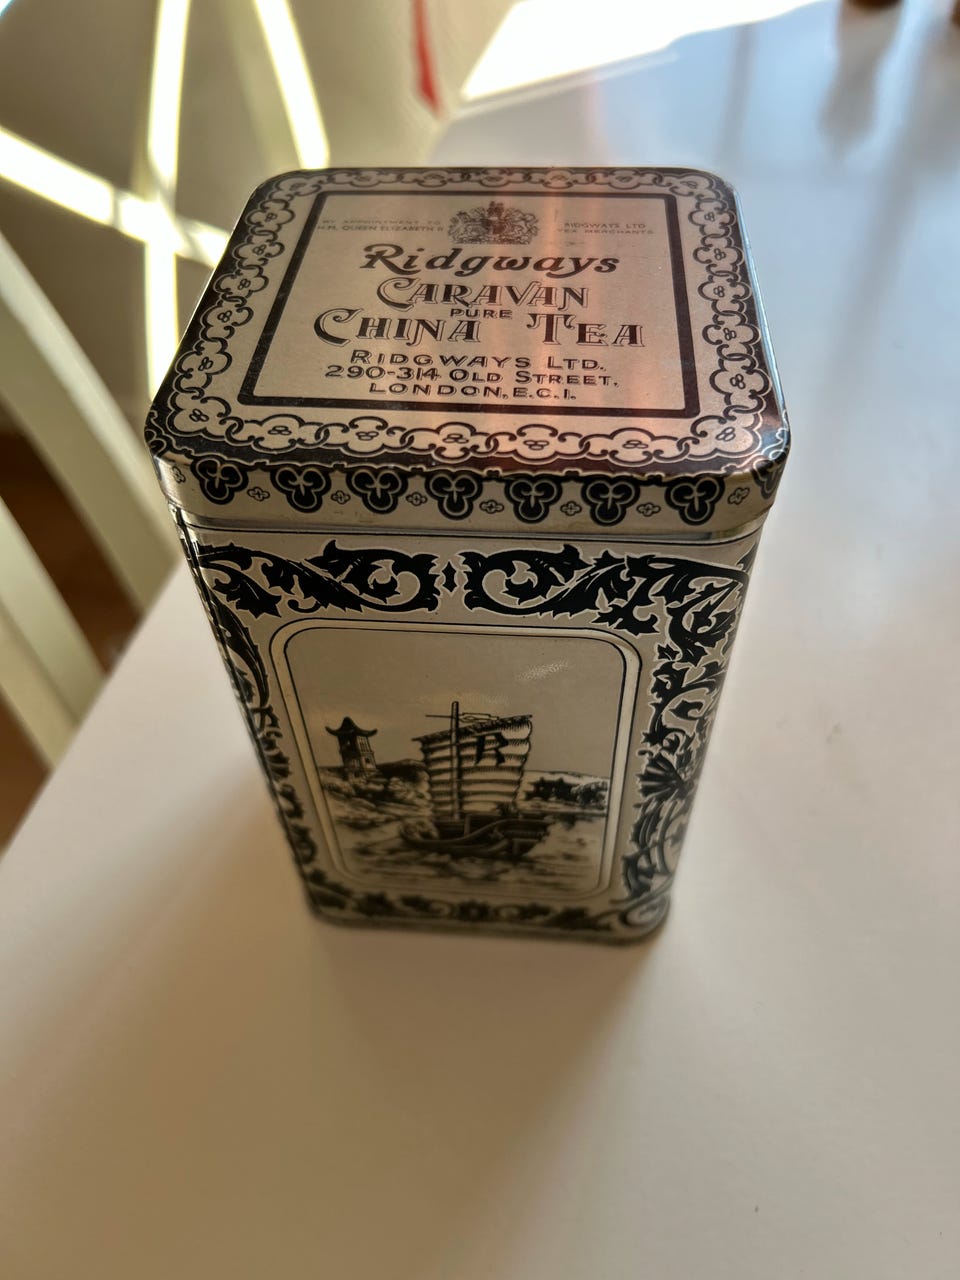 BY APPOINTMENT TO
H.M. QUEEN ELIZABETH II
RIDGWAYS LTD
TEA MERCHANTS
Ridgways
CARAVAN
PURE
CHINA TEA
RIDGWAYS LTD.
290-314 OLD STREET,
LONDON, E.C.1.
R